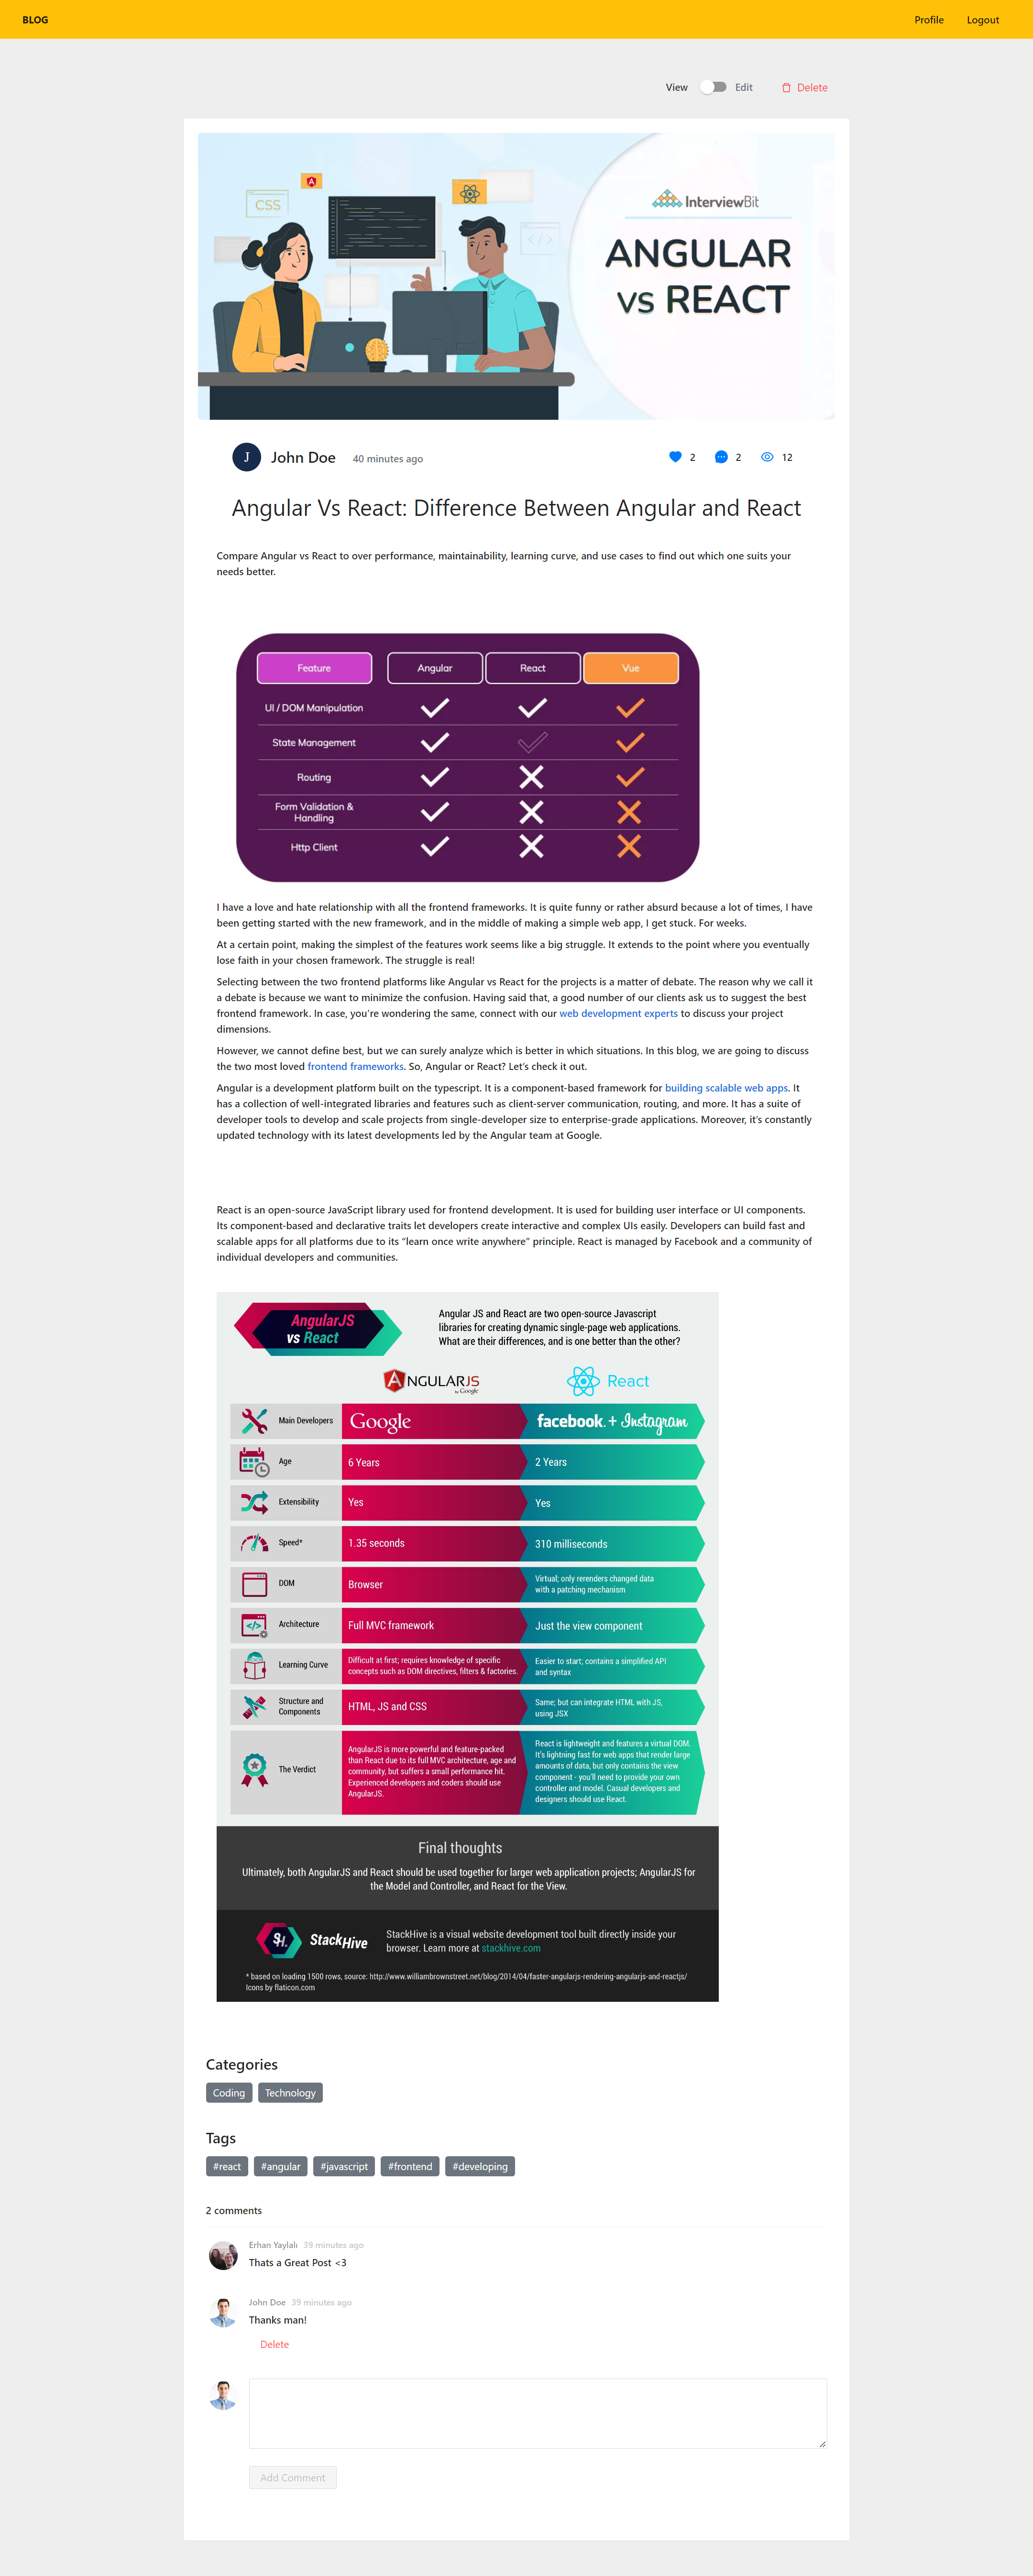 BLOG
Profile
Logout
View
Edit
Delete
CSS
</>
InterviewBit
ANGULAR
VS REACT
J
John Doe
40 minutes ago
2
2
12
Angular Vs React: Difference Between Angular and React
Compare Angular vs React to over performance, maintainability, learning curve, and use cases to find out which one suits your
needs better.
Feature
Angular
React
Vue
UI / DOM Manipulation
State Management
Routing
Form Validation &
Handling
Http Client
I have a love and hate relationship with all the frontend frameworks. It is quite funny or rather absurd because a lot of times, I have
been getting started with the new framework, and in the middle of making a simple web app, I get stuck. For weeks.
At a certain point, making the simplest of the features work seems like a big struggle. It extends to the point where you eventually
lose faith in your chosen framework. The struggle is real!
Selecting between the two frontend platforms like Angular vs React for the projects is a matter of debate. The reason why we call it
a debate is because we want to minimize the confusion. Having said that, a good number of our clients ask us to suggest the best
frontend framework. In case, you're wondering the same, connect with our web development experts to discuss your project
dimensions.
However, we cannot define best, but we can surely analyze which is better in which situations. In this blog, we are going to discuss
the two most loved frontend frameworks. So, Angular or React? Let's check it out.
Angular is a development platform built on the typescript. It is a component-based framework for building scalable web apps. It
has a collection of well-integrated libraries and features such as client-server communication, routing, and more. It has a suite of
developer tools to develop and scale projects from single-developer size to enterprise-grade applications. Moreover, it's constantly
updated technology with its latest developments led by the Angular team at Google.
React is an open-source JavaScript library used for frontend development. It is used for building user interface or UI components.
Its component-based and declarative traits let developers create interactive and complex UIs easily. Developers can build fast and
scalable apps for all platforms due to its "learn once write anywhere" principle. React is managed by Facebook and a community of
individual developers and communities.
AngularJS
vs React
Angular JS and React are two open-source Javascript
libraries for creating dynamic single-page web applications.
What are their differences, and is one better than the other?
ANGULARJS
by Google
React
Main Developers
Google
facebook. + Instagram
Age
6 Years
2 Years
Extensibility
Yes
Yes
Speed*
1.35 seconds
310 milliseconds
DOM
Browser
Virtual; only rerenders changed data
with a patching mechanism
Architecture
Full MVC framework
Just the view component
Learning Curve
Difficult at first; requires knowledge of specific
concepts such as DOM directives, filters & factories.
Easier to start; contains a simplified API
and syntax
Structure and
Components
HTML, JS and CSS
Same; but can integrate HTML with JS,
using JSX
The Verdict
AngularJS is more powerful and feature-packed
than React due to its full MVC architecture, age and
community, but suffers a small performance hit.
Experienced developers and coders should use
AngularJS.
React is lightweight and features a virtual DOM.
It's lightning fast for web apps that render large
amounts of data, but only contains the view
component - you'll need to provide your own
controller and model. Casual developers and
designers should use React.
Final thoughts
Ultimately, both AngularJS and React should be used together for larger web application projects; AngularJS for
the Model and Controller, and React for the View.
SH.
StackHive
StackHive is a visual website development tool built directly inside your
browser. Learn more at stackhive.com
* based on loading 1500 rows, source: http://www.williambrownstreet.net/blog/2014/04/faster-angularjs-rendering-angularjs-and-reactjs/
Icons by flaticon.com
Categories
Coding
Technology
Tags
#react
#angular
#javascript
#frontend
#developing
2 comments
Erhan Yaylalı
39 minutes ago
Thats a Great Post <3
John Doe
39 minutes ago
Thanks man!
Delete
Add Comment